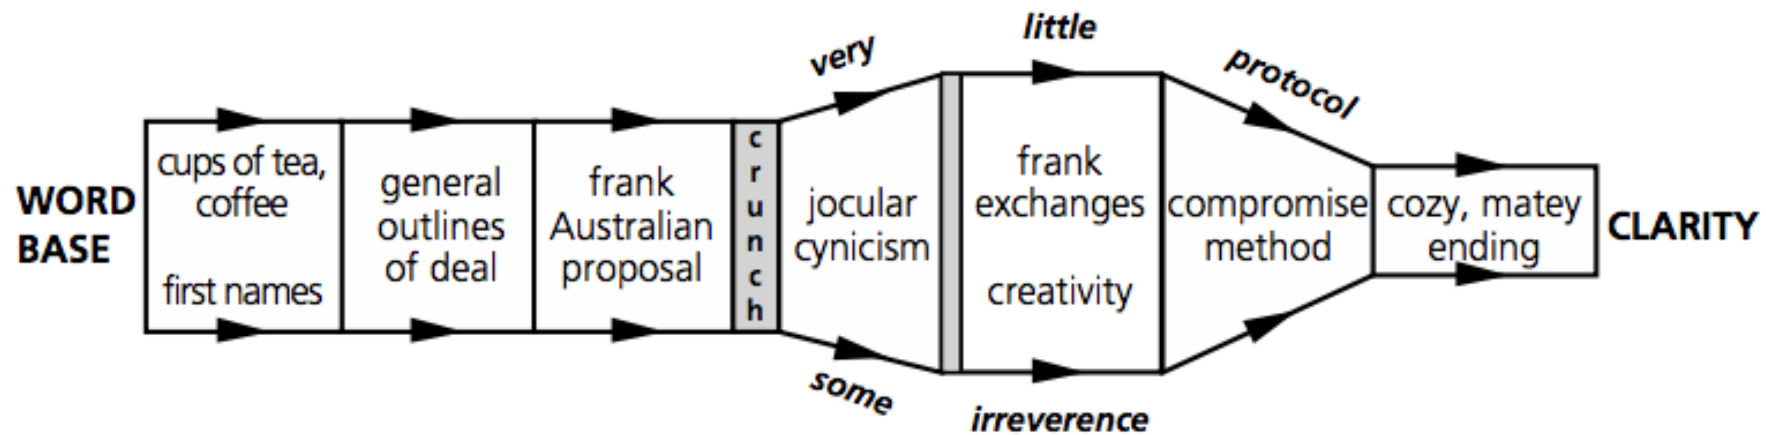 very
little
protocol
WORD
BASE
cups of tea,
coffee
first names
general
outlines
of deal
frank
Australian
proposal
crunch
jocular
cynicism
frank
exchanges
creativity
compromise
method
cozy, matey
ending
CLARITY
some
irreverence